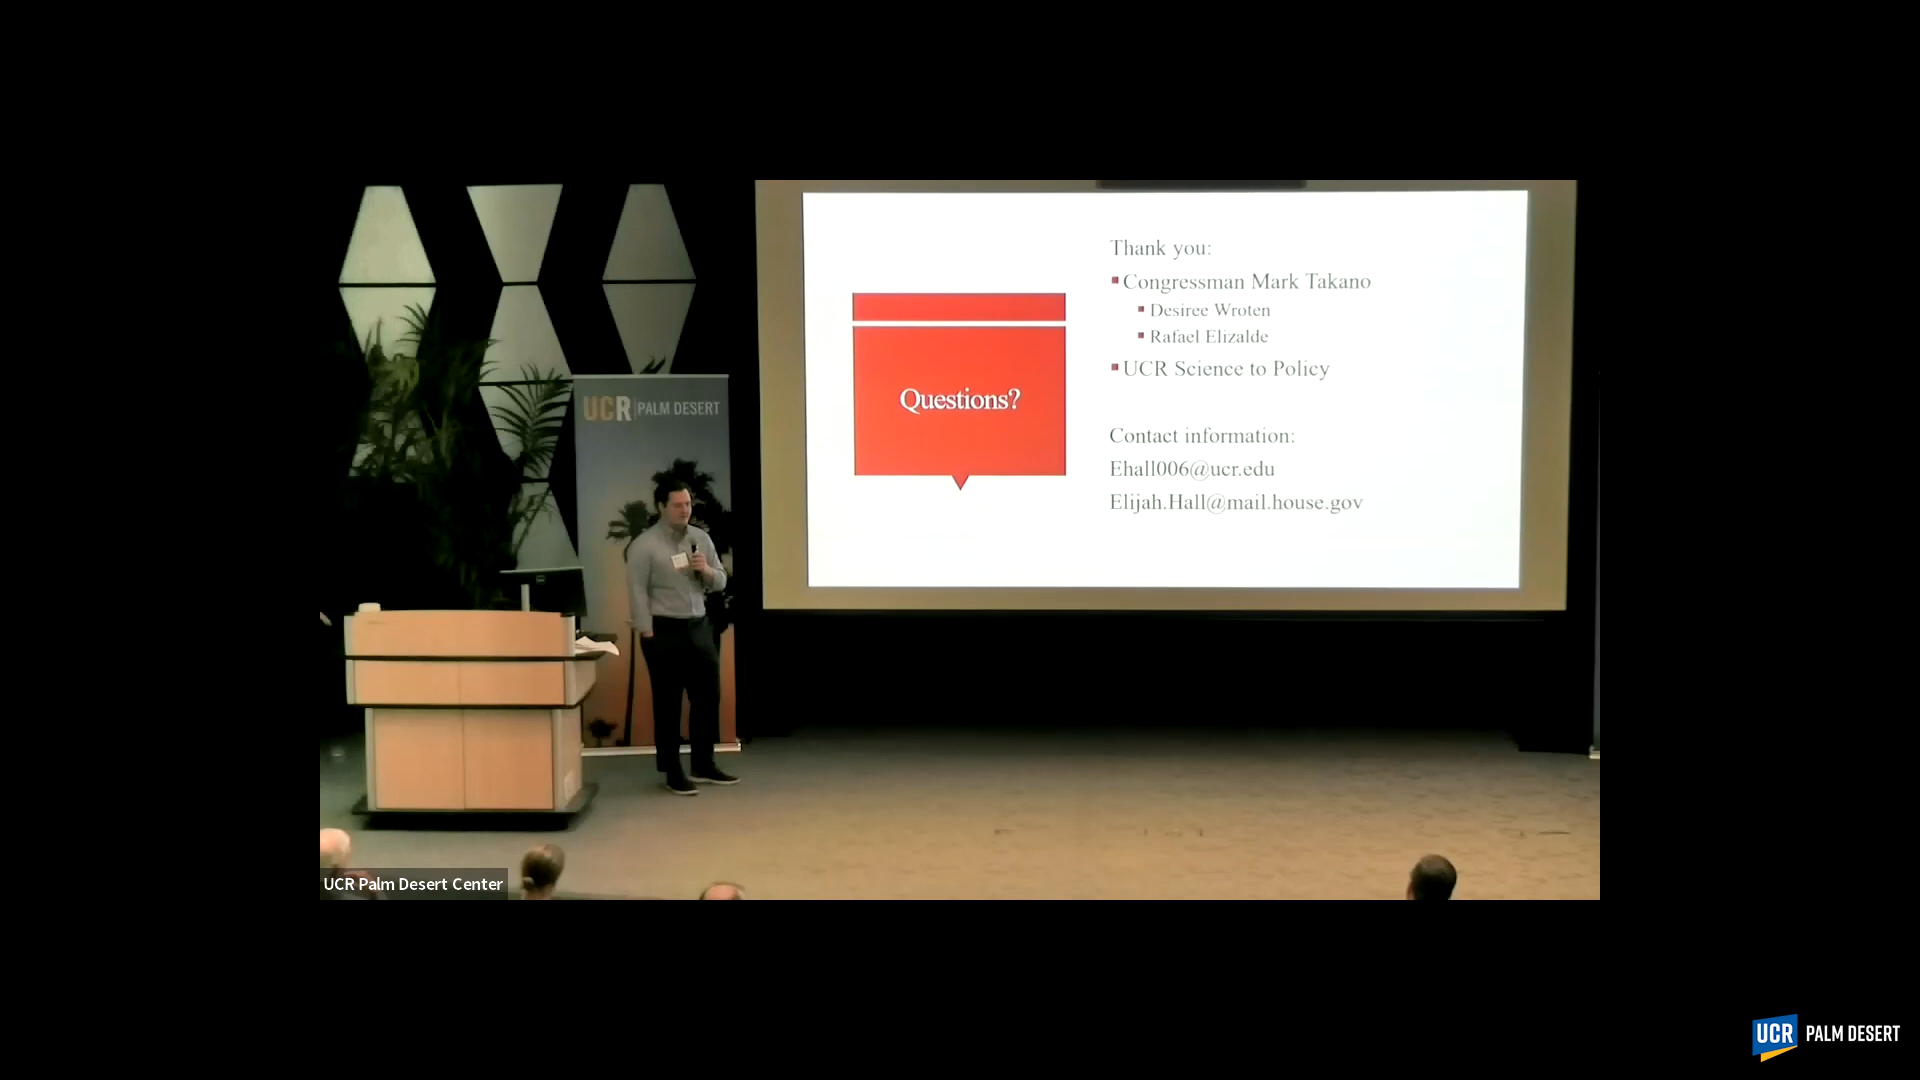 Thank you:
Congressman Mark Takano
Desiree Wroten
Rafael Elizalde
UCR Science to Policy
Questions?
Contact information:
Ehall006@ucr.edu
Elijah.Hall@mail.house.gov
UCR PALM DESERT
UCR Palm Desert Center
UCR PALM DESERT